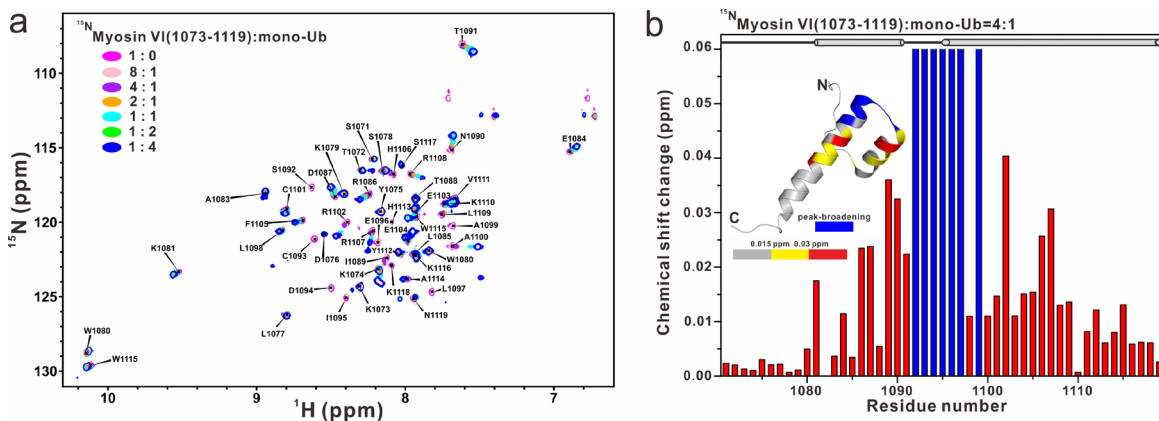 a
15N
Myosin VI(1073-1119):mono-Ub
1 : 0
8 : 1
4 : 1
2 : 1
1 : 1
1 : 2
1 : 4
T1091
S1071
S1078
K1079
H1106
S1117
N1090
E1084
T1072
R1108
S1092
D1087
R1086
Y1075
T1088
V1111
A1083
C1101
E1103
K1110
R1102
H1113
L1109
F1105
E1096
E1104
W1115
A1099
R1107
L1085
A1100
K1081
L1098
C1093
D1076
I1089
Y1112
W1080
K1074
K1116
A1114
D1094
K1118
L1097
I1095
K1073
N1119
L1077
W1080
W1115
110
115
120
125
130
15N (ppm)
10
9
8
7
1H (ppm)
b
15N
Myosin VI(1073-1119):mono-Ub=4:1
0.06
0.05
0.04
0.03
0.02
0.01
0.00
Chemical shift change (ppm)
N
C
peak-broadening
0.015 ppm 0.03 ppm
1080
1090
1100
1110
Residue number